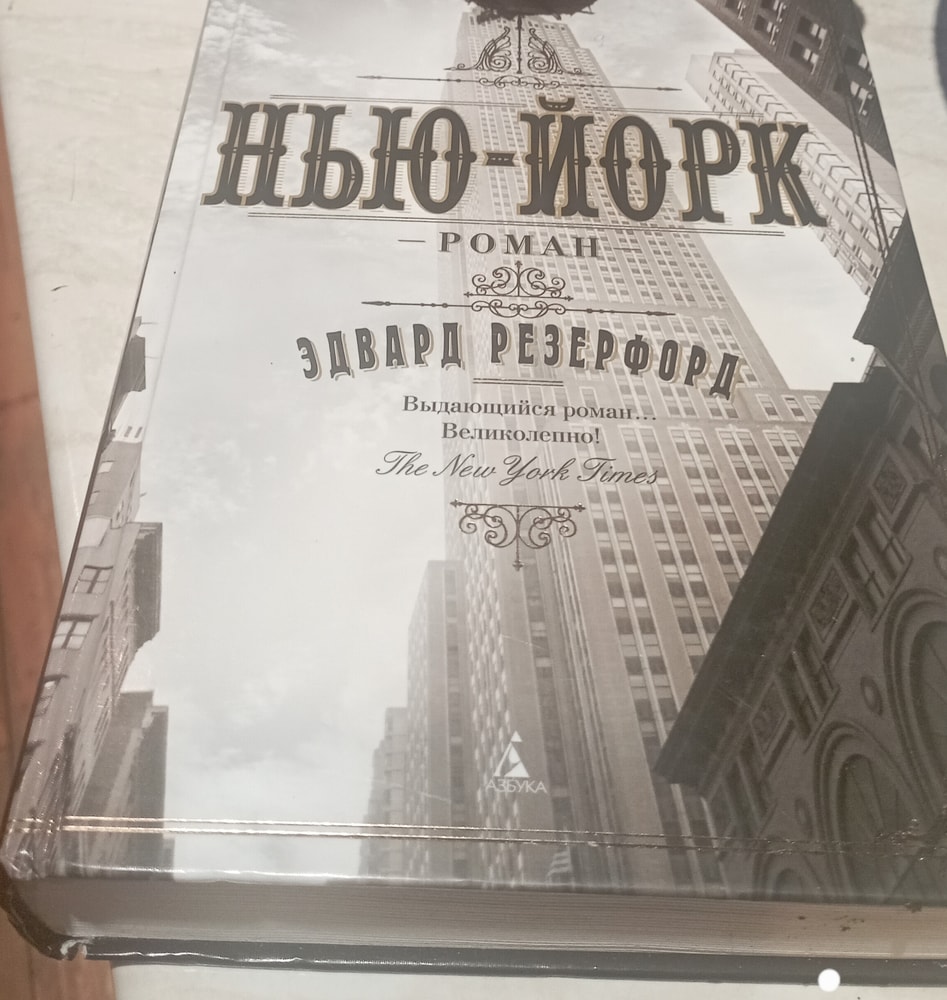 НЬЮ-ЙОРК
— РОМАН —
ЭДВАРД РЕЗЕРФОРД
Выдающийся роман...
Великолепно!
The New York Times
АЗБУКА